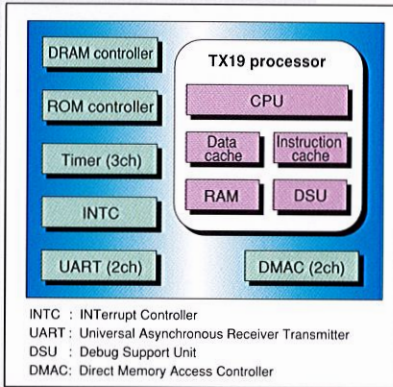 DRAM controller
ROM controller
Timer (3ch)
INTC
UART (2ch)
TX19 processor
CPU
Data
cache
Instruction
cache
RAM
DSU
DMAC (2ch)
INTC : INTerrupt Controller
UART : Universal Asynchronous Receiver Transmitter
DSU : Debug Support Unit
DMAC: Direct Memory Access Controller